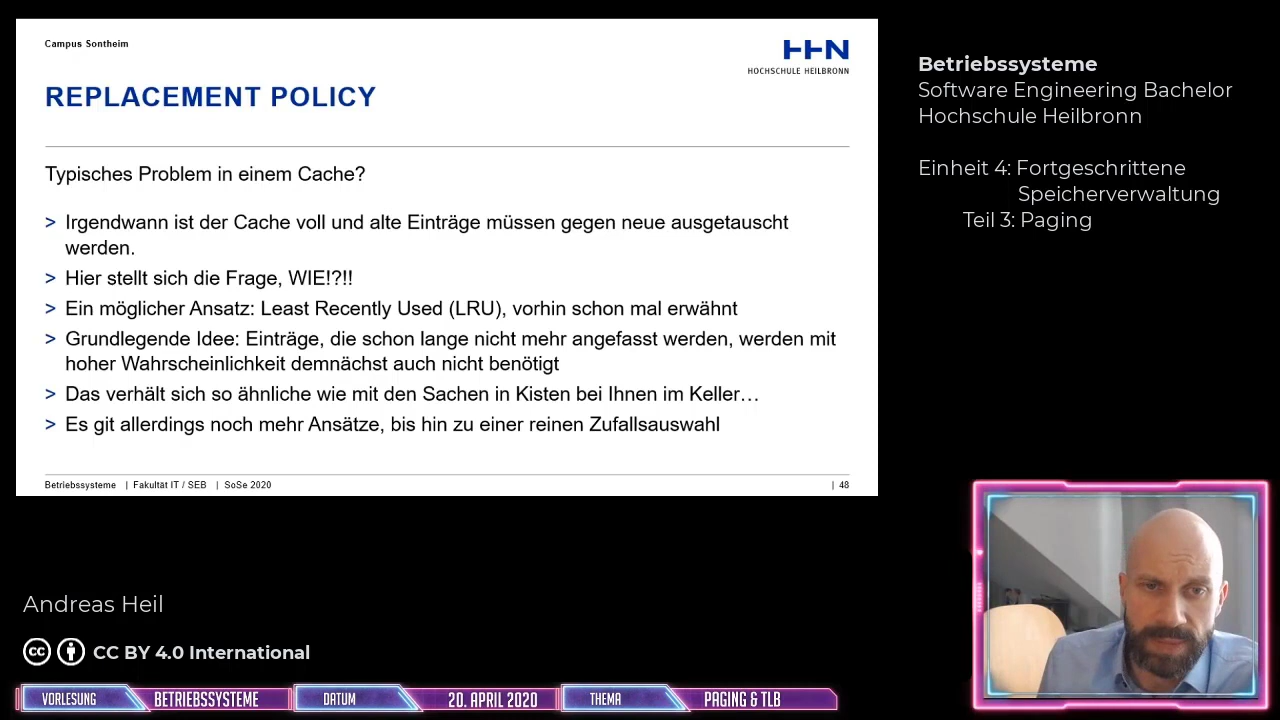 Campus Sontheim
HHN
HOCHSCHULE HEILBRONN
REPLACEMENT POLICY
Typisches Problem in einem Cache?
> Irgendwann ist der Cache voll und alte Einträge müssen gegen neue ausgetauscht
werden.
> Hier stellt sich die Frage, WIE!?!!
> Ein möglicher Ansatz: Least Recently Used (LRU), vorhin schon mal erwähnt
> Grundlegende Idee: Einträge, die schon lange nicht mehr angefasst werden, werden mit
hoher Wahrscheinlichkeit demnächst auch nicht benötigt
> Das verhält sich so ähnliche wie mit den Sachen in Kisten bei Ihnen im Keller…
> Es git allerdings noch mehr Ansätze, bis hin zu einer reinen Zufallsauswahl
Betriebssysteme | Fakultät IT / SEB | SoSe 2020 | 48
Betriebssysteme
Software Engineering Bachelor
Hochschule Heilbronn
Einheit 4: Fortgeschrittene
Speicherverwaltung
Teil 3: Paging
Andreas Heil
cc CC BY 4.0 International
VORLESUNG BETRIEBSSYSTEME DATUM 20. APRIL 2020 THEMA PAGING & TLB